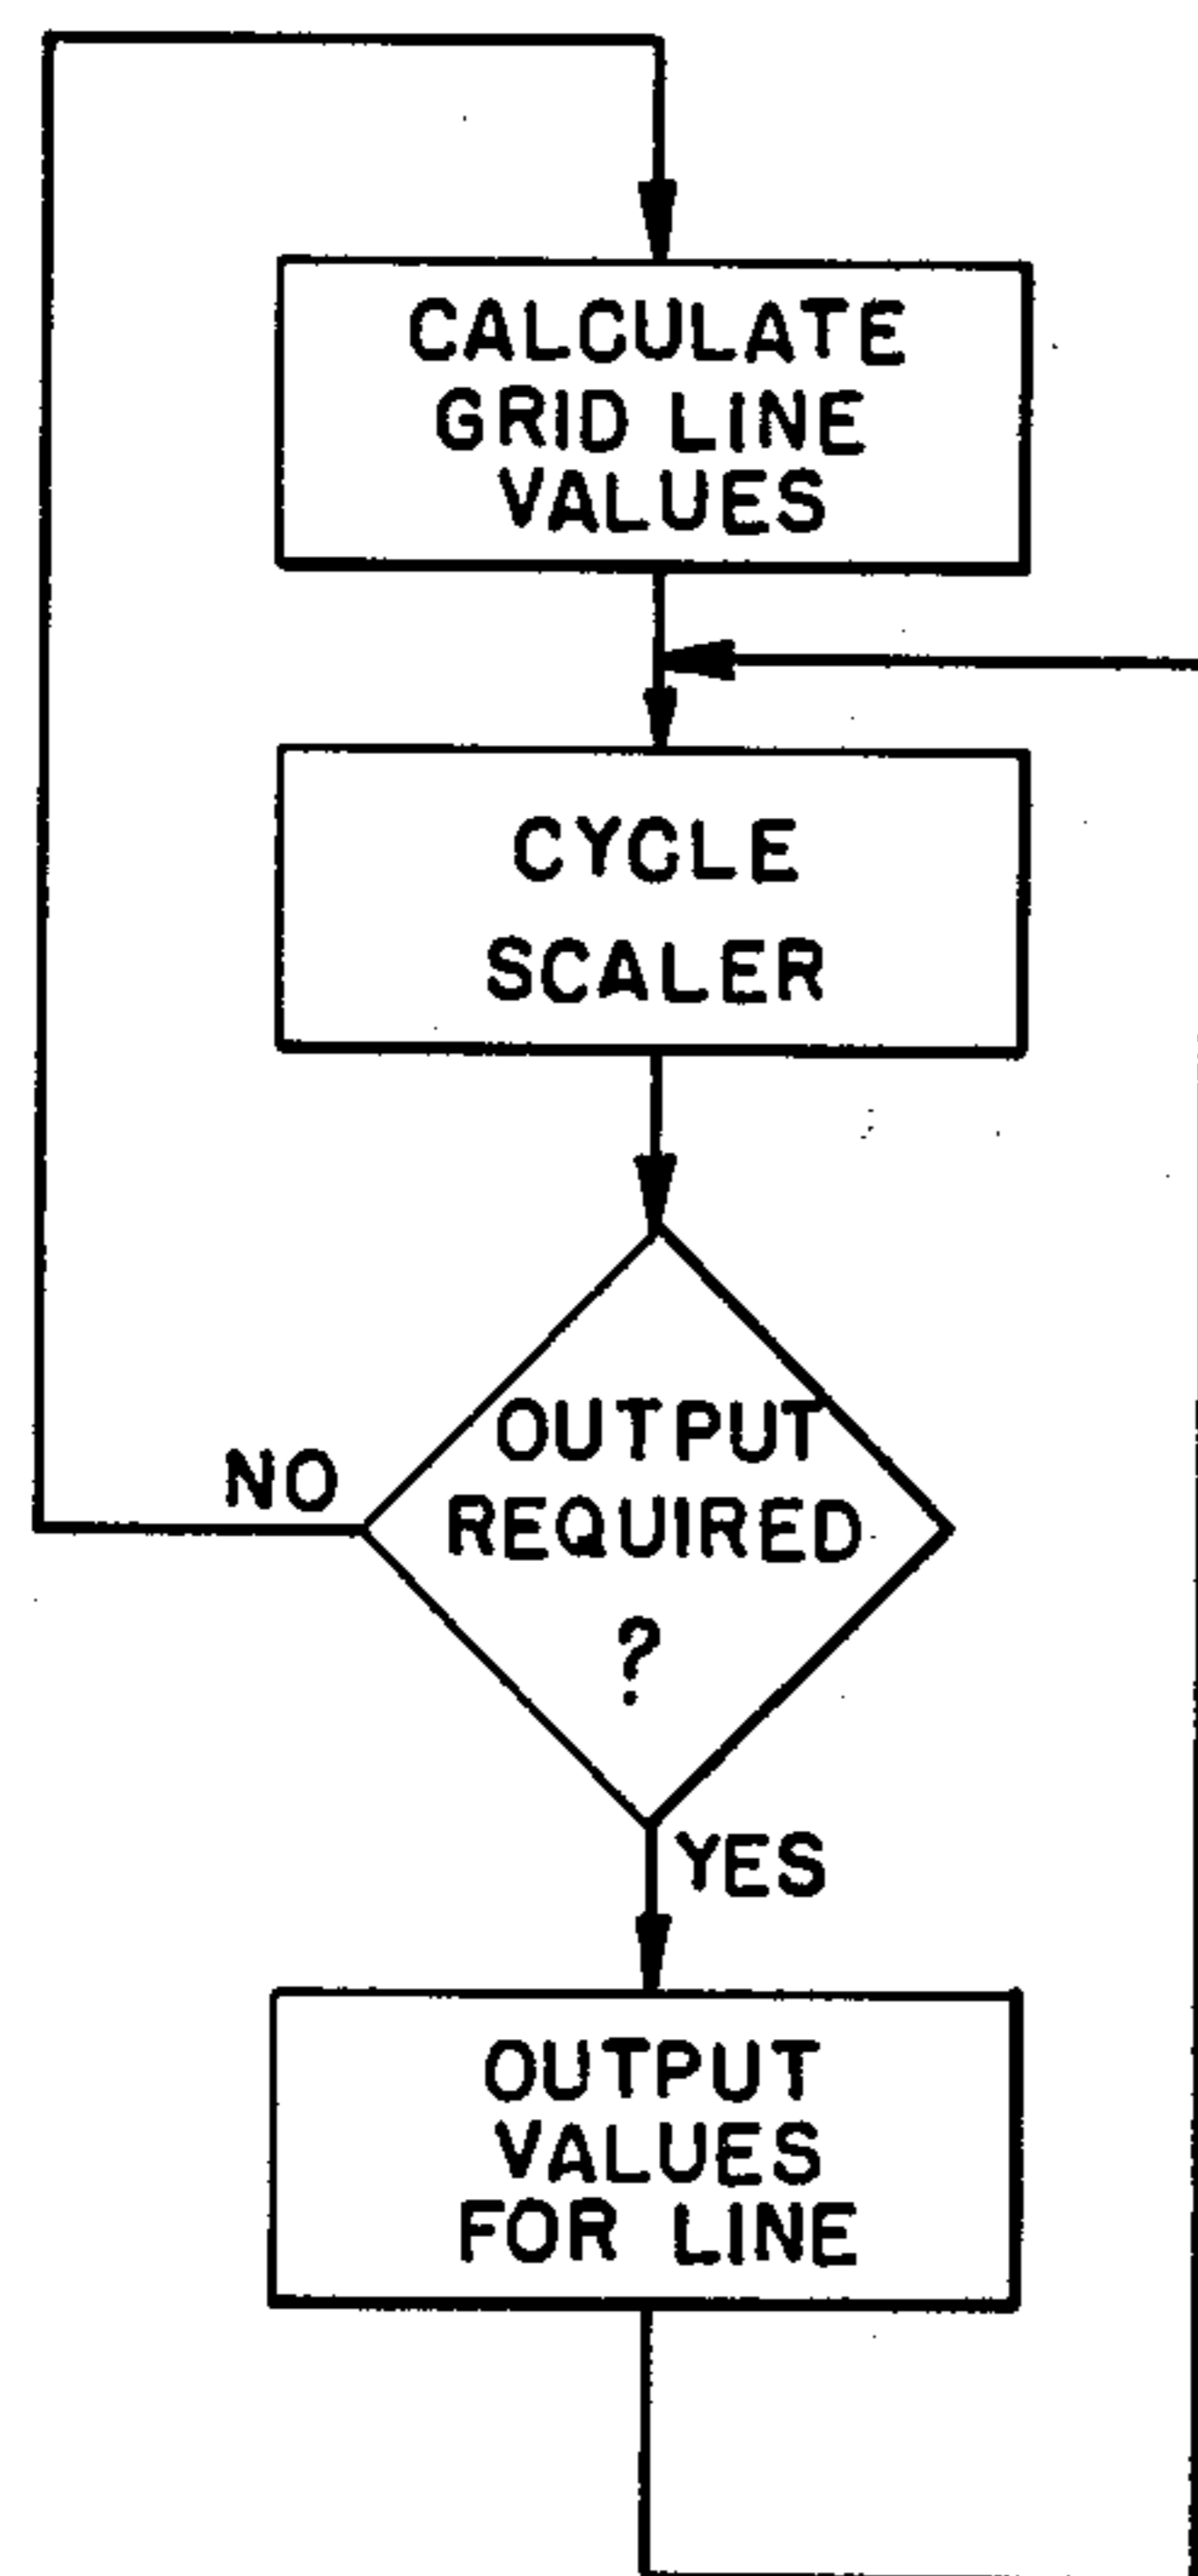 CALCULATE
GRID LINE
VALUES
CYCLE
SCALER
OUTPUT
REQUIRED
?
NO
YES
OUTPUT
VALUES
FOR LINE